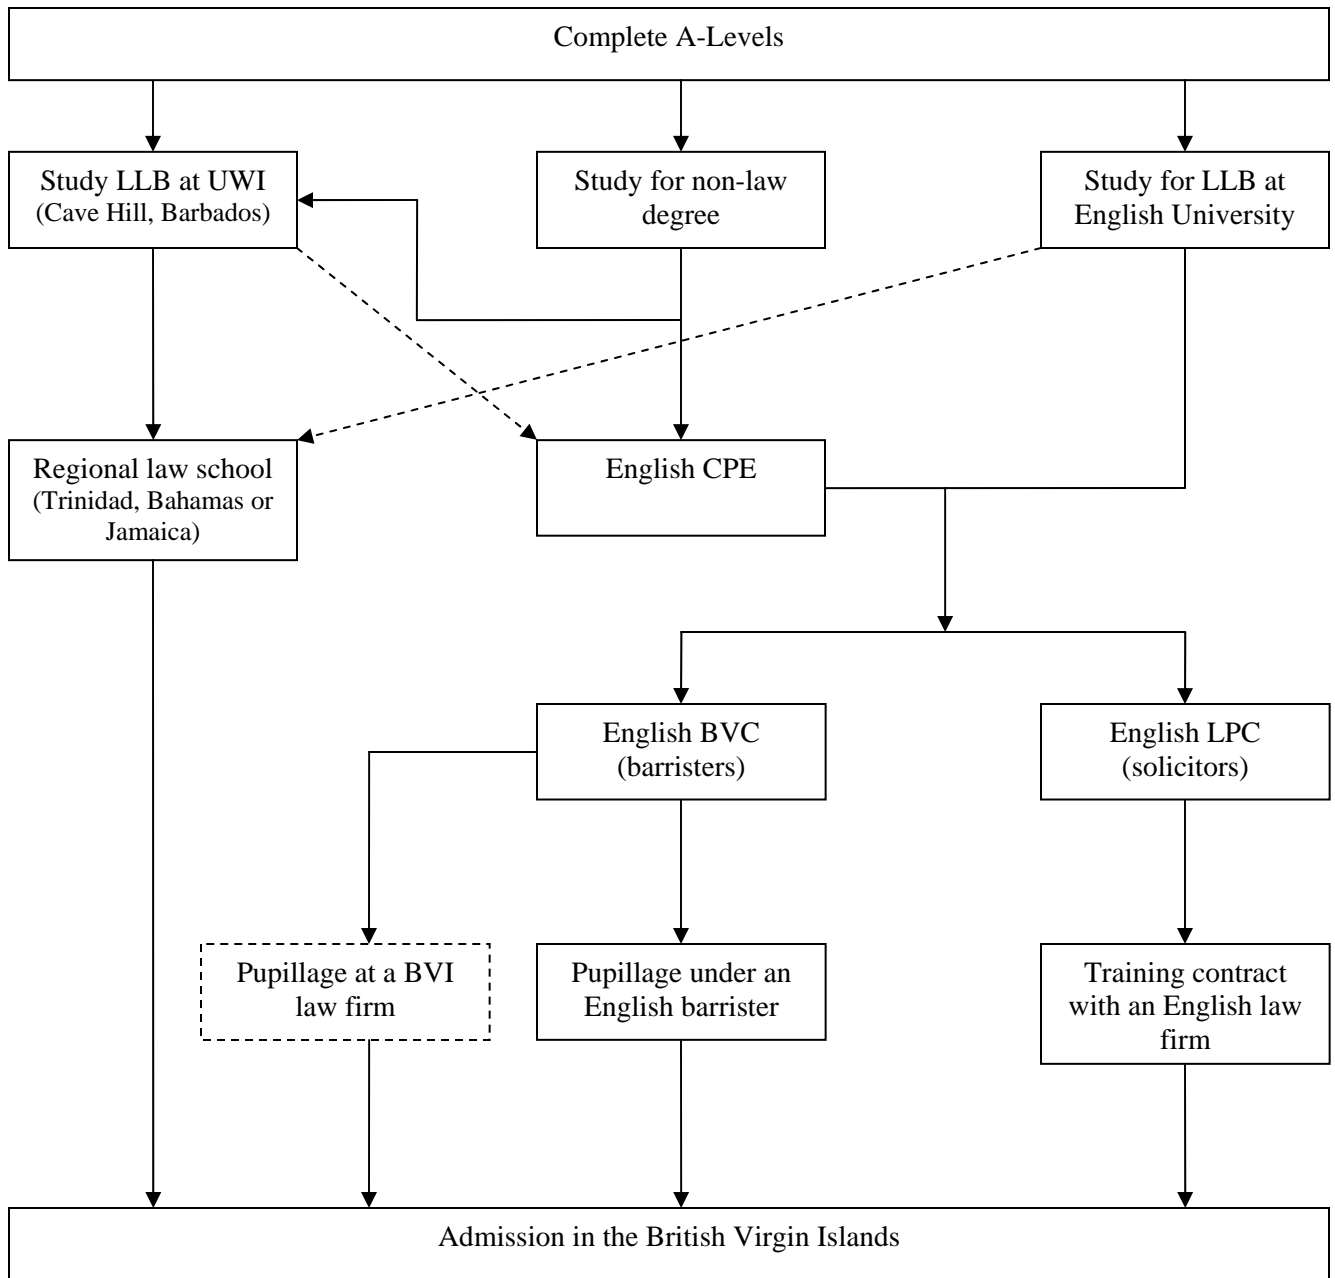 Complete A-Levels
Study LLB at UWI
(Cave Hill, Barbados)
Study for non-law
degree
Study for LLB at
English University
Regional law school
(Trinidad, Bahamas or
Jamaica)
English CPE
English BVC
(barristers)
English LPC
(solicitors)
Pupillage at a BVI
law firm
Pupillage under an
English barrister
Training contract
with an English law
firm
Admission in the British Virgin Islands